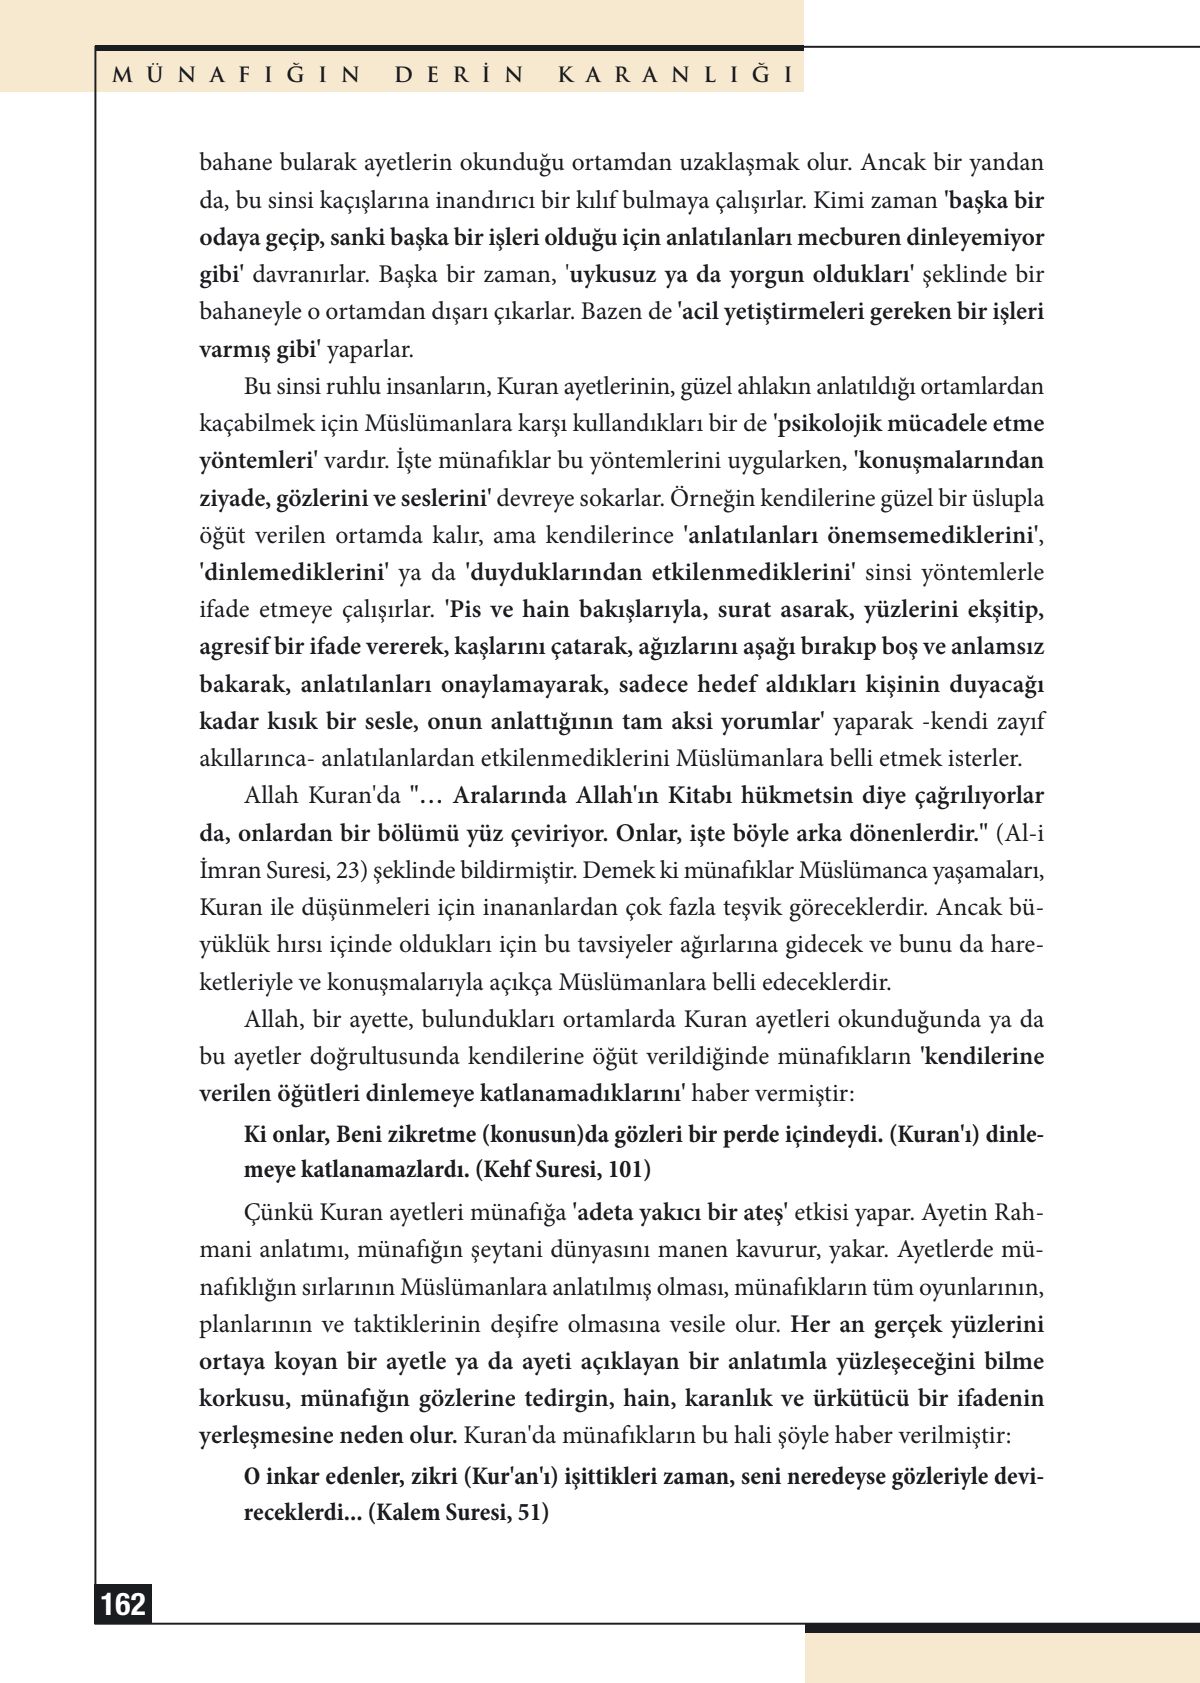 MÜNAFIĞIN DERİN KARANLIĞI
bahane bularak ayetlerin okunduğu ortamdan uzaklaşmak olur. Ancak bir yandan
da, bu sinsi kaçışlarına inandırıcı bir kılıf bulmaya çalışırlar. Kimi zaman 'başka bir
odaya geçip, sanki başka bir işleri olduğu için anlatılanları mecburen dinleyemiyor
gibi' davranırlar. Başka bir zaman, 'uykusuz ya da yorgun oldukları' şeklinde bir
bahaneyle o ortamdan dışarı çıkarlar. Bazen de 'acil yetiştirmeleri gereken bir işleri
varmış gibi' yaparlar.
Bu sinsi ruhlu insanların, Kuran ayetlerinin, güzel ahlakın anlatıldığı ortamlardan
kaçabilmek için Müslümanlara karşı kullandıkları bir de 'psikolojik mücadele etme
yöntemleri' vardır. İşte münafıklar bu yöntemlerini uygularken, 'konuşmalarından
ziyade, gözlerini ve seslerini' devreye sokarlar. Örneğin kendilerine güzel bir üslupla
öğüt verilen ortamda kalır, ama kendilerince 'anlatılanları önemsemediklerini',
'dinlemediklerini' ya da 'duyduklarından etkilenmediklerini' sinsi yöntemlerle
ifade etmeye çalışırlar. 'Pis ve hain bakışlarıyla, surat asarak, yüzlerini ekşitip,
agresif bir ifade vererek, kaşlarını çatarak, ağızlarını aşağı bırakıp boş ve anlamsız
bakarak, anlatılanları onaylamayarak, sadece hedef aldıkları kişinin duyacağı
kadar kısık bir sesle, onun anlattığının tam aksi yorumlar' yaparak -kendi zayıf
akıllarınca- anlatılanlardan etkilenmediklerini Müslümanlara belli etmek isterler.
Allah Kuran'da "… Aralarında Allah'ın Kitabı hükmetsin diye çağrılıyorlar
da, onlardan bir bölümü yüz çeviriyor. Onlar, işte böyle arka dönenlerdir." (Al-i
İmran Suresi, 23) şeklinde bildirmiştir. Demek ki münafıklar Müslümanca yaşamaları,
Kuran ile düşünmeleri için inananlardan çok fazla teşvik göreceklerdir. Ancak bü-
yüklük hırsı içinde oldukları için bu tavsiyeler ağırlarına gidecek ve bunu da hare-
ketleriyle ve konuşmalarıyla açıkça Müslümanlara belli edeceklerdir.
Allah, bir ayette, bulundukları ortamlarda Kuran ayetleri okunduğunda ya da
bu ayetler doğrultusunda kendilerine öğüt verildiğinde münafıkların 'kendilerine
verilen öğütleri dinlemeye katlanamadıklarını' haber vermiştir:
Ki onlar, Beni zikretme (konusun)da gözleri bir perde içindeydi. (Kuran'ı) dinle-
meye katlanamazlardı. (Kehf Suresi, 101)
Çünkü Kuran ayetleri münafığa 'adeta yakıcı bir ateş' etkisi yapar. Ayetin Rah-
mani anlatımı, münafığın şeytani dünyasını manen kavurur, yakar. Ayetlerde mü-
nafıklığın sırlarının Müslümanlara anlatılmış olması, münafıkların tüm oyunlarının,
planlarının ve taktiklerinin deşifre olmasına vesile olur. Her an gerçek yüzlerini
ortaya koyan bir ayetle ya da ayeti açıklayan bir anlatımla yüzleşeceğini bilme
korkusu, münafığın gözlerine tedirgin, hain, karanlık ve ürkütücü bir ifadenin
yerleşmesine neden olur. Kuran'da münafıkların bu hali şöyle haber verilmiştir:
O inkar edenler, zikri (Kur'an'ı) işittikleri zaman, seni neredeyse gözleriyle devi-
receklerdi... (Kalem Suresi, 51)
162